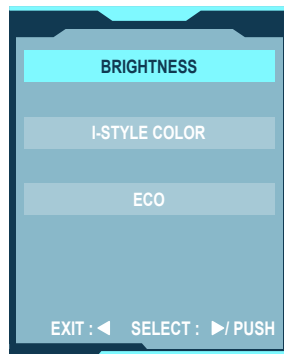 BRIGHTNESS
I-STYLE COLOR
ECO
EXIT : ◀ SELECT : ▶/ PUSH